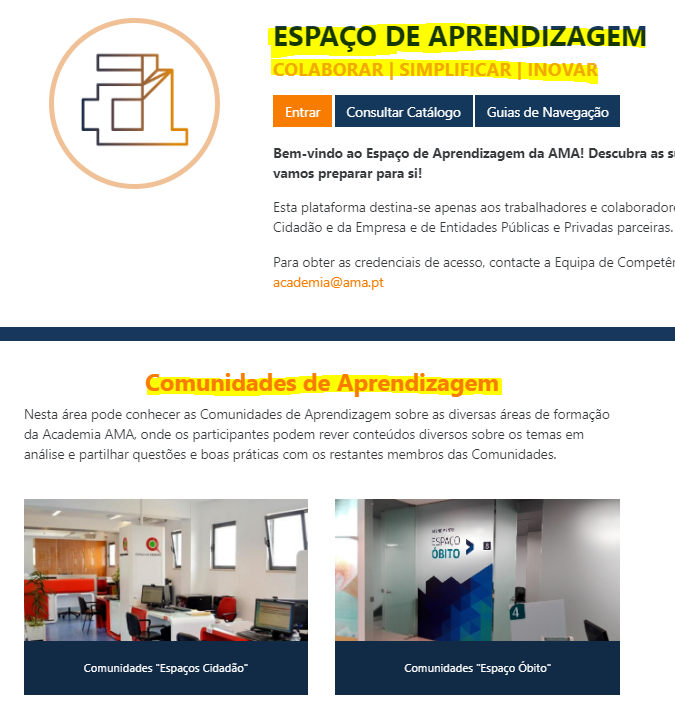 ESPAÇO DE APRENDIZAGEM
COLABORAR | SIMPLIFICAR | INOVAR
Entrar
Consultar Catálogo
Guias de Navegação
Bem-vindo ao Espaço de Aprendizagem da AMA! Descubra as
vamos preparar para si!
Esta plataforma destina-se apenas aos trabalhadores e
Cidadão e da Empresa e de Entidades Públicas e Privadas parceiras.
Para obter as credenciais de acesso, contacte a Equipa de
academia@ama.pt
Comunidades de Aprendizagem
Nesta área pode conhecer as Comunidades de Aprendizagem sobre as diversas áreas de formação
da Academia AMA, onde os participantes podem rever conteúdos diversos sobre os temas em
análise e partilhar questões e boas práticas com os restantes membros das Comunidades.
ESPAÇO
ÓBITO
4
Comunidades "Espaços Cidadão"
Comunidades "Espaço Óbito"